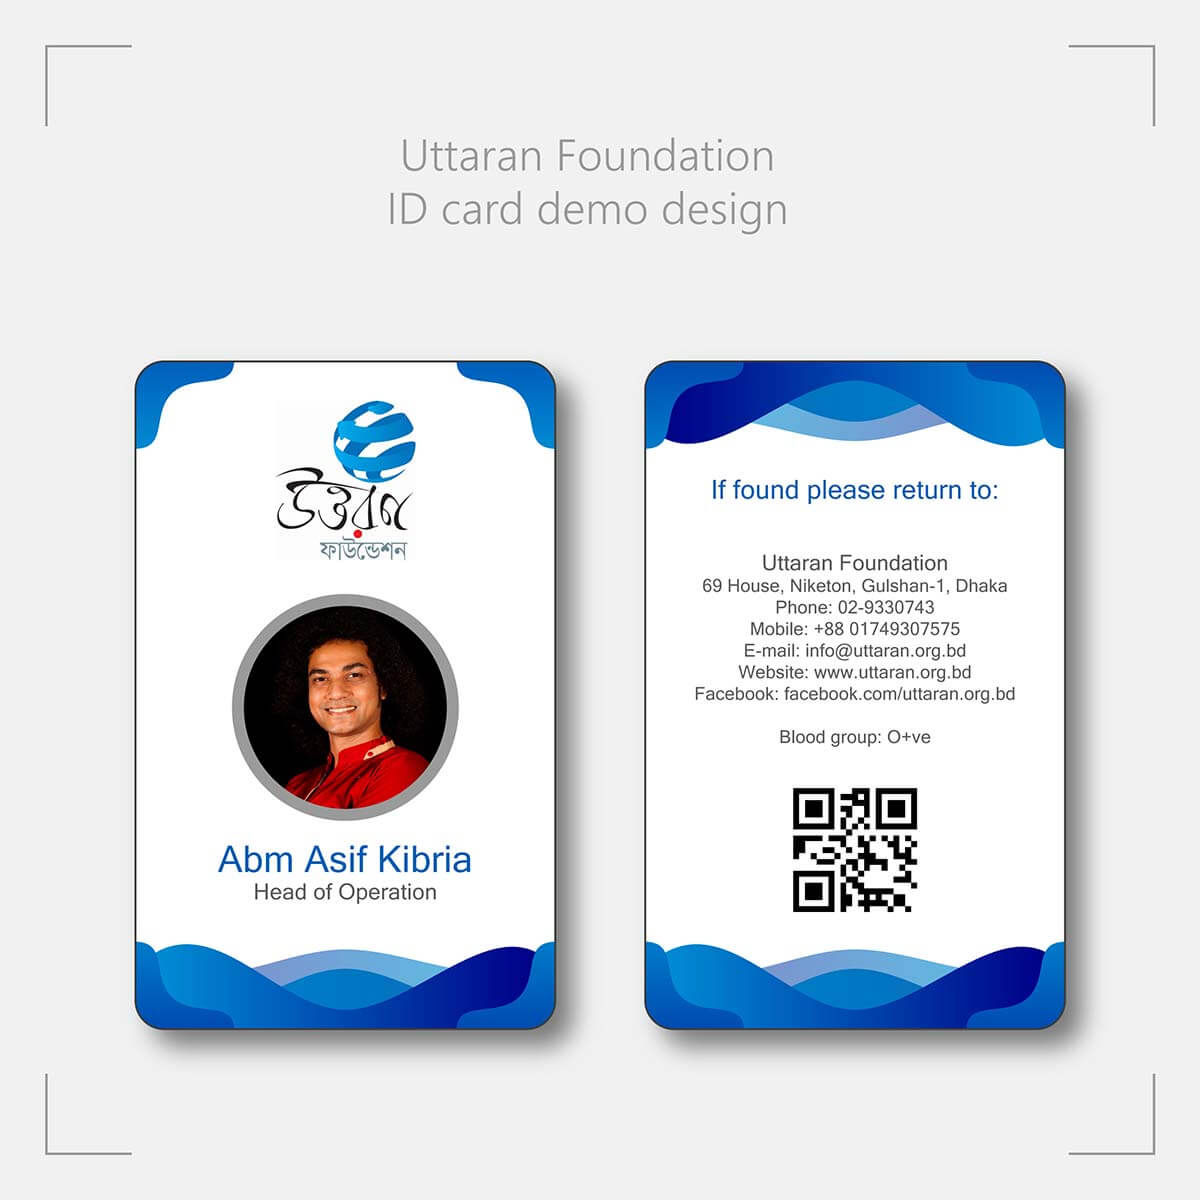 Uttaran Foundation
ID card demo design
উত্তরণ
ফাউন্ডেশন
Abm Asif Kibria
Head of Operation
If found please return to:
Uttaran Foundation
69 House, Niketon, Gulshan-1, Dhaka
Phone: 02-9330743
Mobile: +88 01749307575
E-mail: info@uttaran.org.bd
Website: www.uttaran.org.bd
Facebook: facebook.com/uttaran.org.bd
Blood group: O+ve